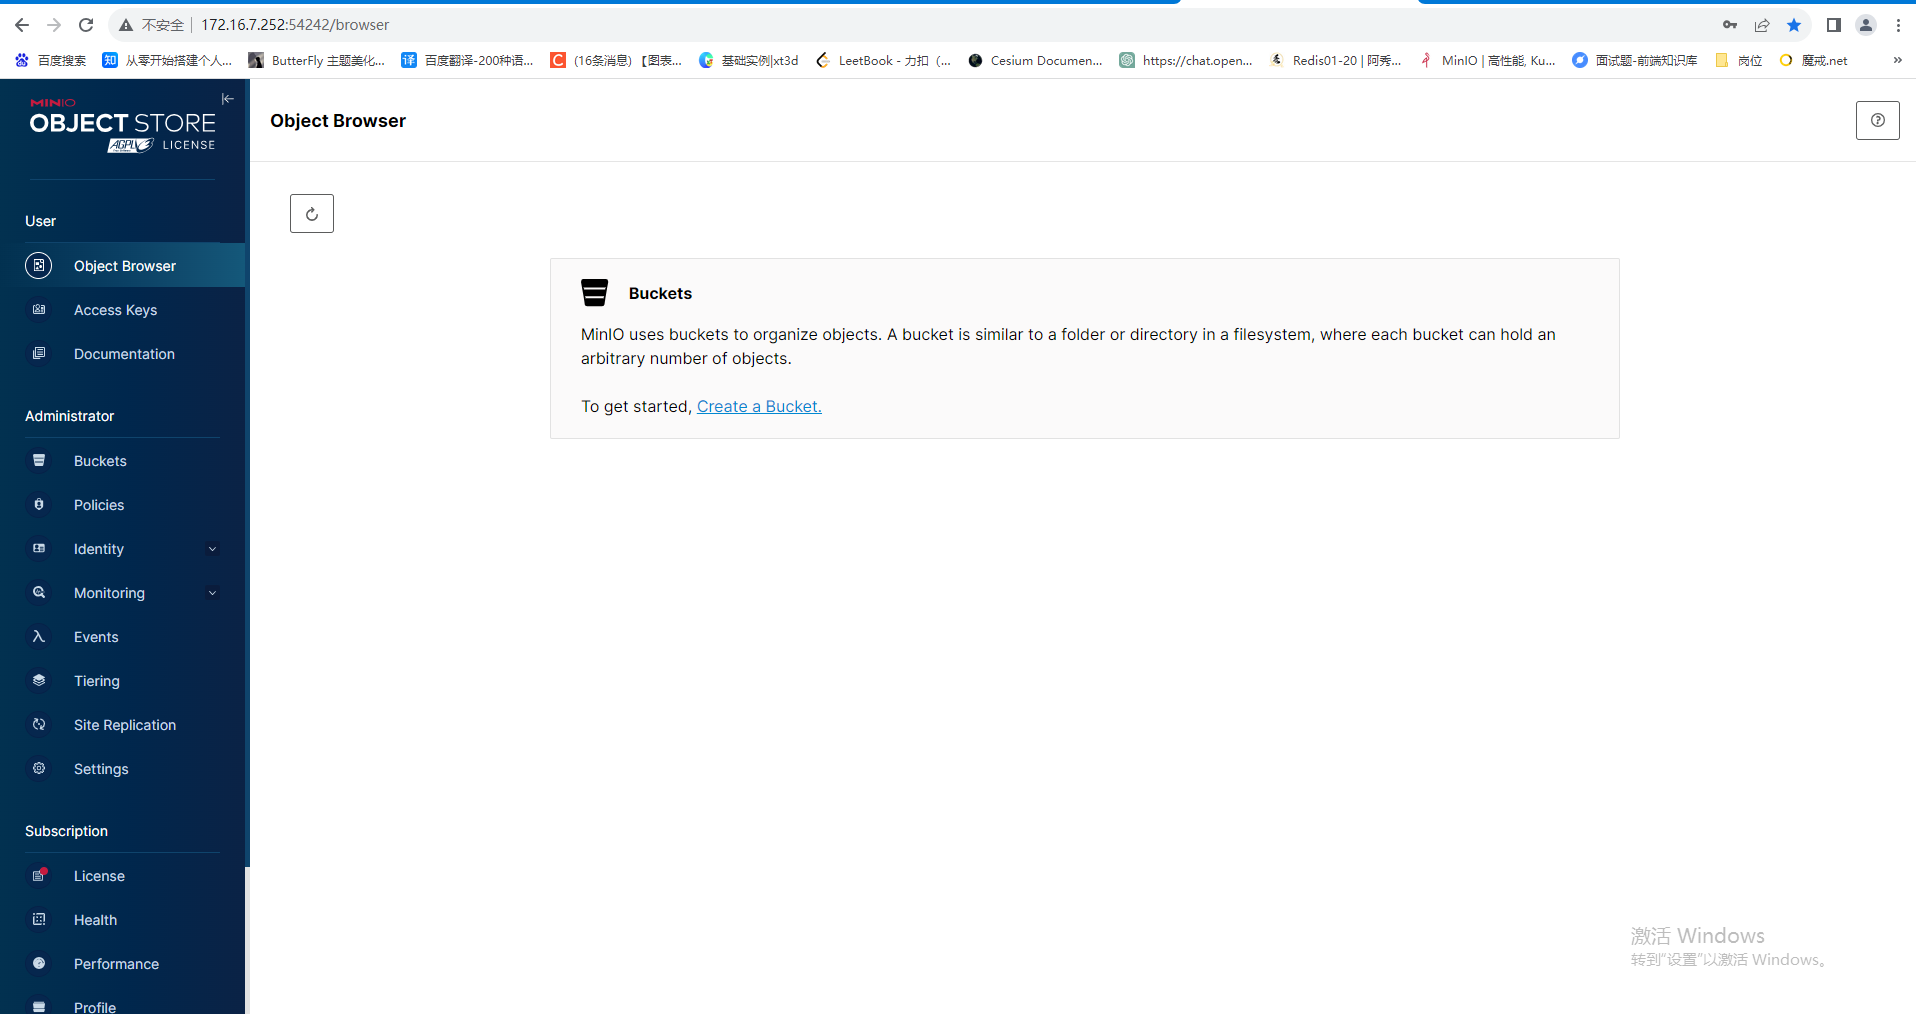 不安全 172.16.7.252:54242/browser
百度搜索 知 从零开始搭建个人... ButterFly 主题美化... 译 百度翻译-200种语... C (16条消息) 【图表... 基础实例|xt3d LeetBook - 力扣 (... Cesium Documen... https://chat.open... Redis01-20 | 阿秀... MinIO | 高性能, Ku... 面试题-前端知识库 岗位 魔戒.net »
MINIO
OBJECT STORE
AGPL LICENSE
Object Browser
User
Object Browser
Access Keys
Documentation
Administrator
Buckets
Policies
Identity
Monitoring
Events
Tiering
Site Replication
Settings
Subscription
License
Health
Performance
Profile
Buckets
MinIO uses buckets to organize objects. A bucket is similar to a folder or directory in a filesystem, where each bucket can hold an
arbitrary number of objects.
To get started, Create a Bucket.
激活 Windows
转到“设置”以激活 Windows。